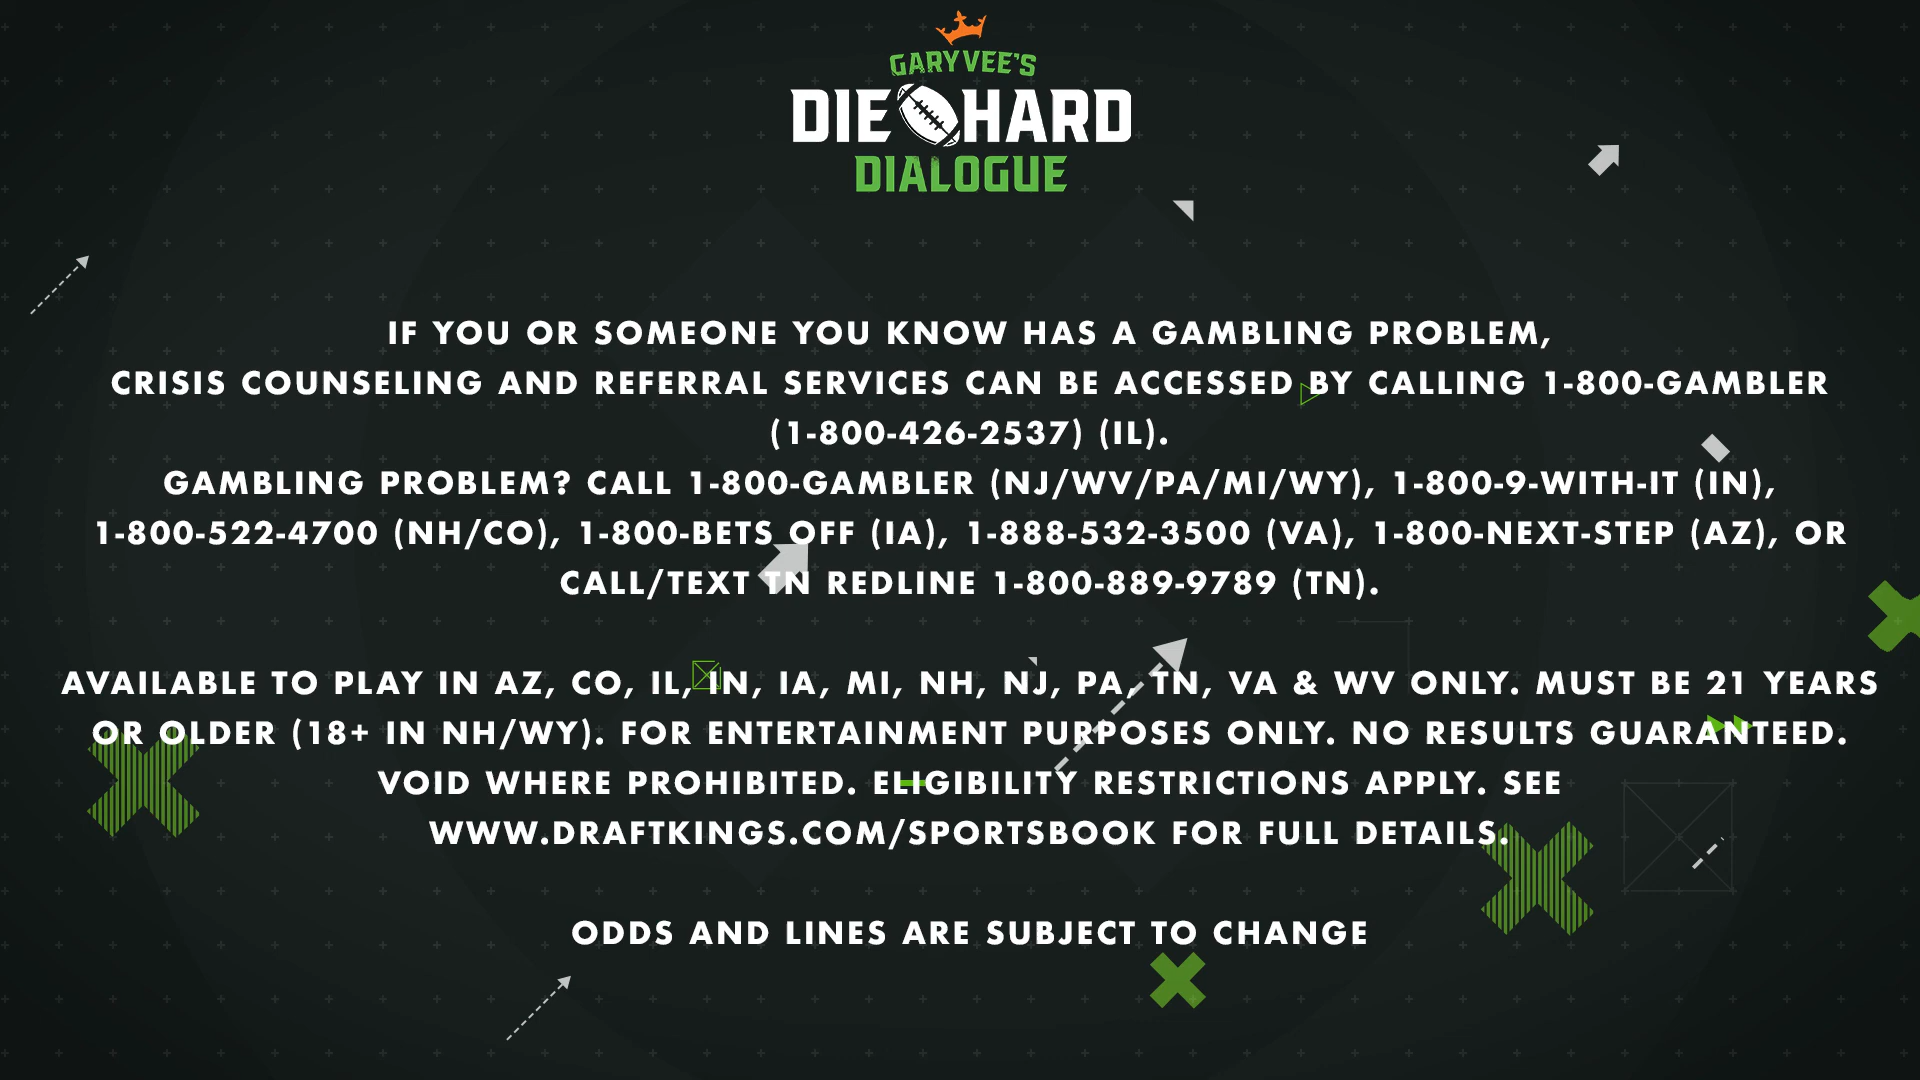 GARYVEE'S
DIE HARD
DIALOGUE
IF YOU OR SOMEONE YOU KNOW HAS A GAMBLING PROBLEM,
CRISIS COUNSELING AND REFERRAL SERVICES CAN BE ACCESSED BY CALLING 1-800-GAMBLER
(1-800-426-2537) (IL).
GAMBLING PROBLEM? CALL 1-800-GAMBLER (NJ/WV/PA/MI/WY), 1-800-9-WITH-IT (IN),
1-800-522-4700 (NH/CO), 1-800-BETS OFF (IA), 1-888-532-3500 (VA), 1-800-NEXT-STEP (AZ), OR
CALL/TEXT TN REDLINE 1-800-889-9789 (TN).
AVAILABLE TO PLAY IN AZ, CO, IL, IN, IA, MI, NH, NJ, PA, TN, VA & WV ONLY. MUST BE 21 YEARS
OR OLDER (18+ IN NH/WY). FOR ENTERTAINMENT PURPOSES ONLY. NO RESULTS GUARANTEED.
VOID WHERE PROHIBITED. ELIGIBILITY RESTRICTIONS APPLY. SEE
WWW.DRAFTKINGS.COM/SPORTSBOOK FOR FULL DETAILS.
ODDS AND LINES ARE SUBJECT TO CHANGE